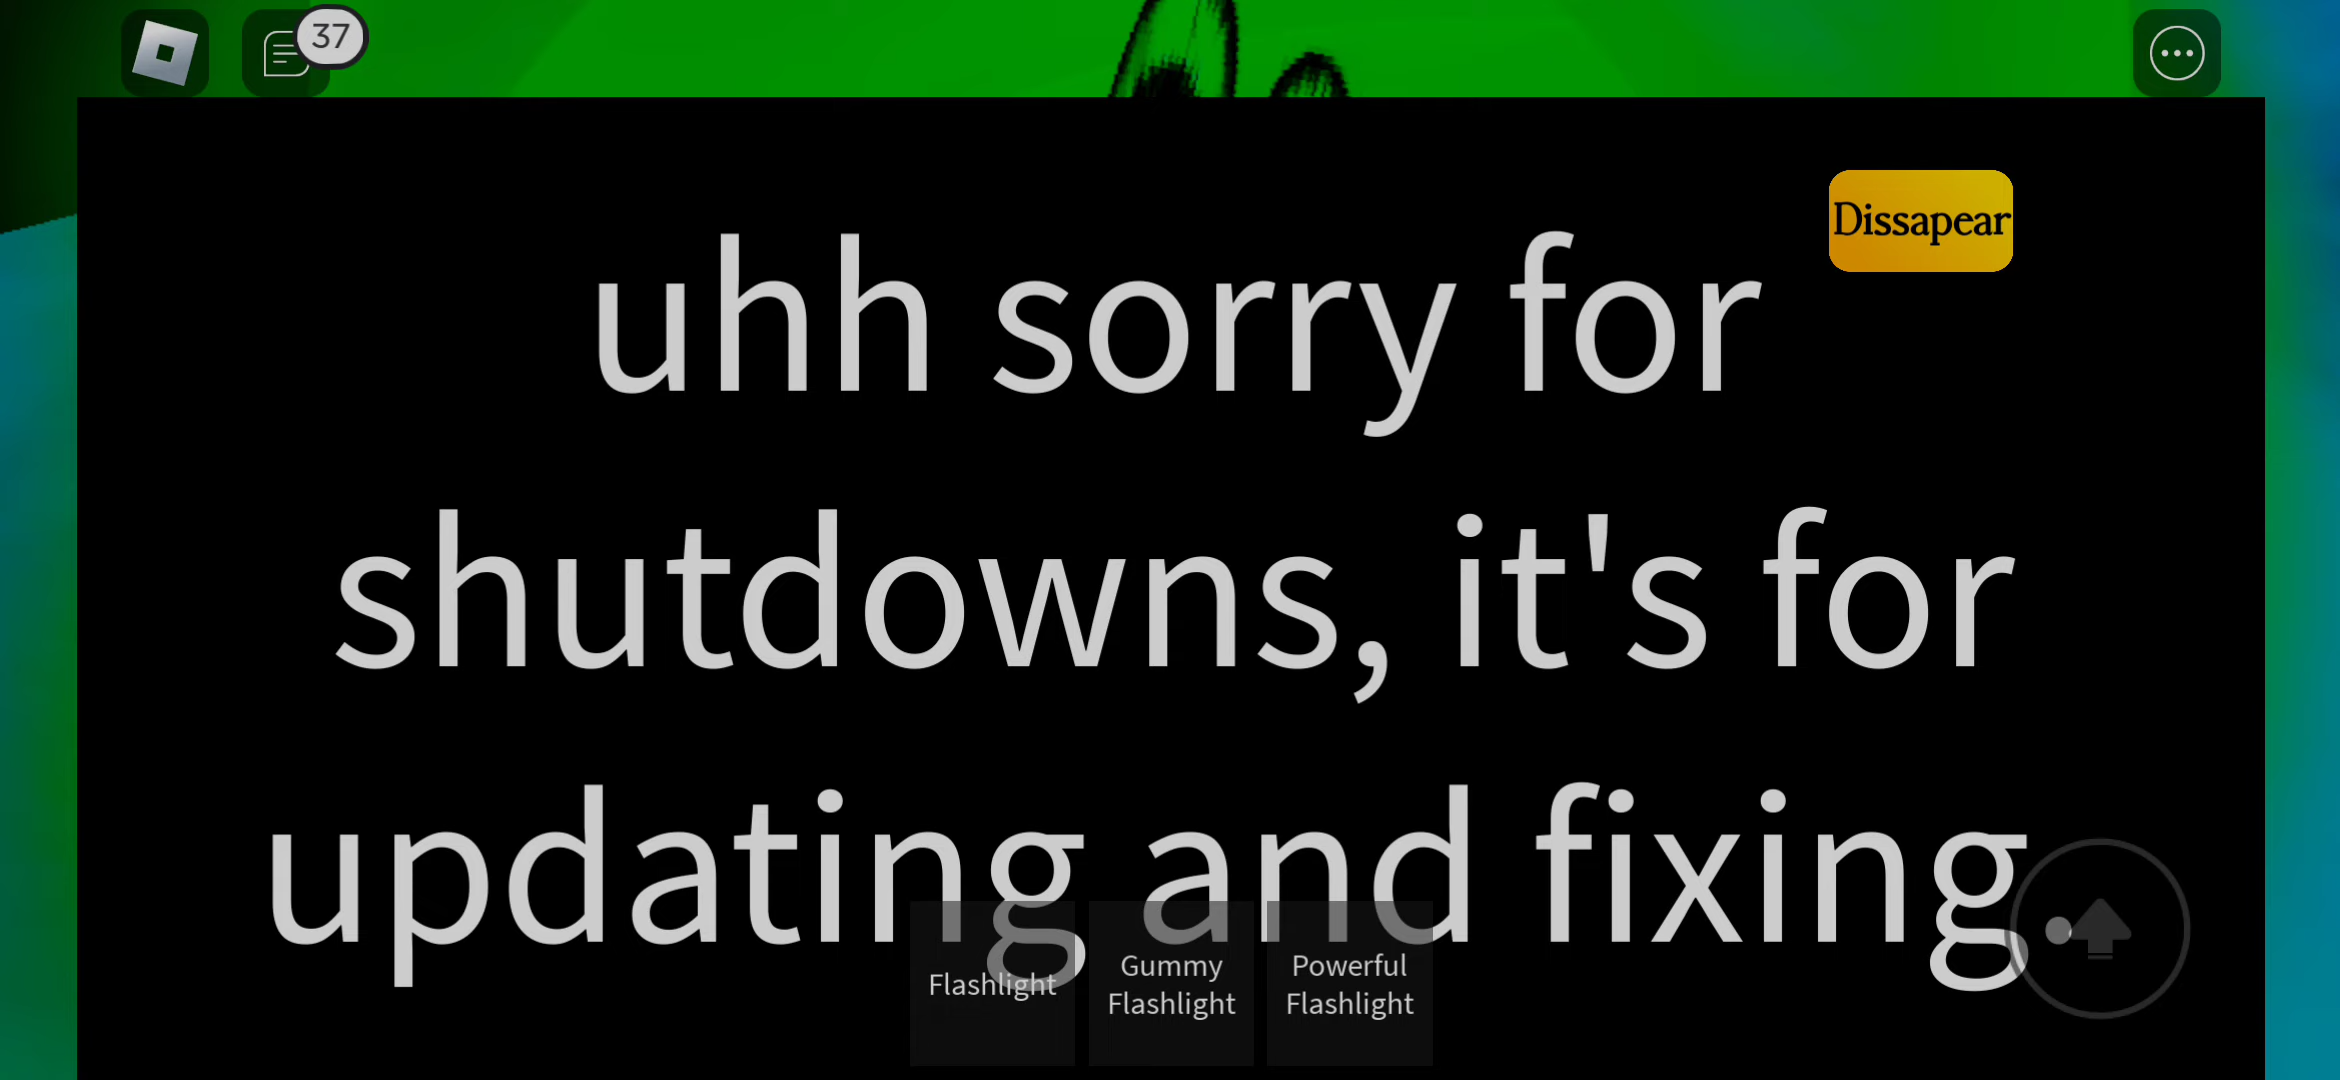 37
Dissapear
uhh sorry for
shutdowns, it's for
updating and fixing.
Flashlight
Gummy
Flashlight
Powerful
Flashlight